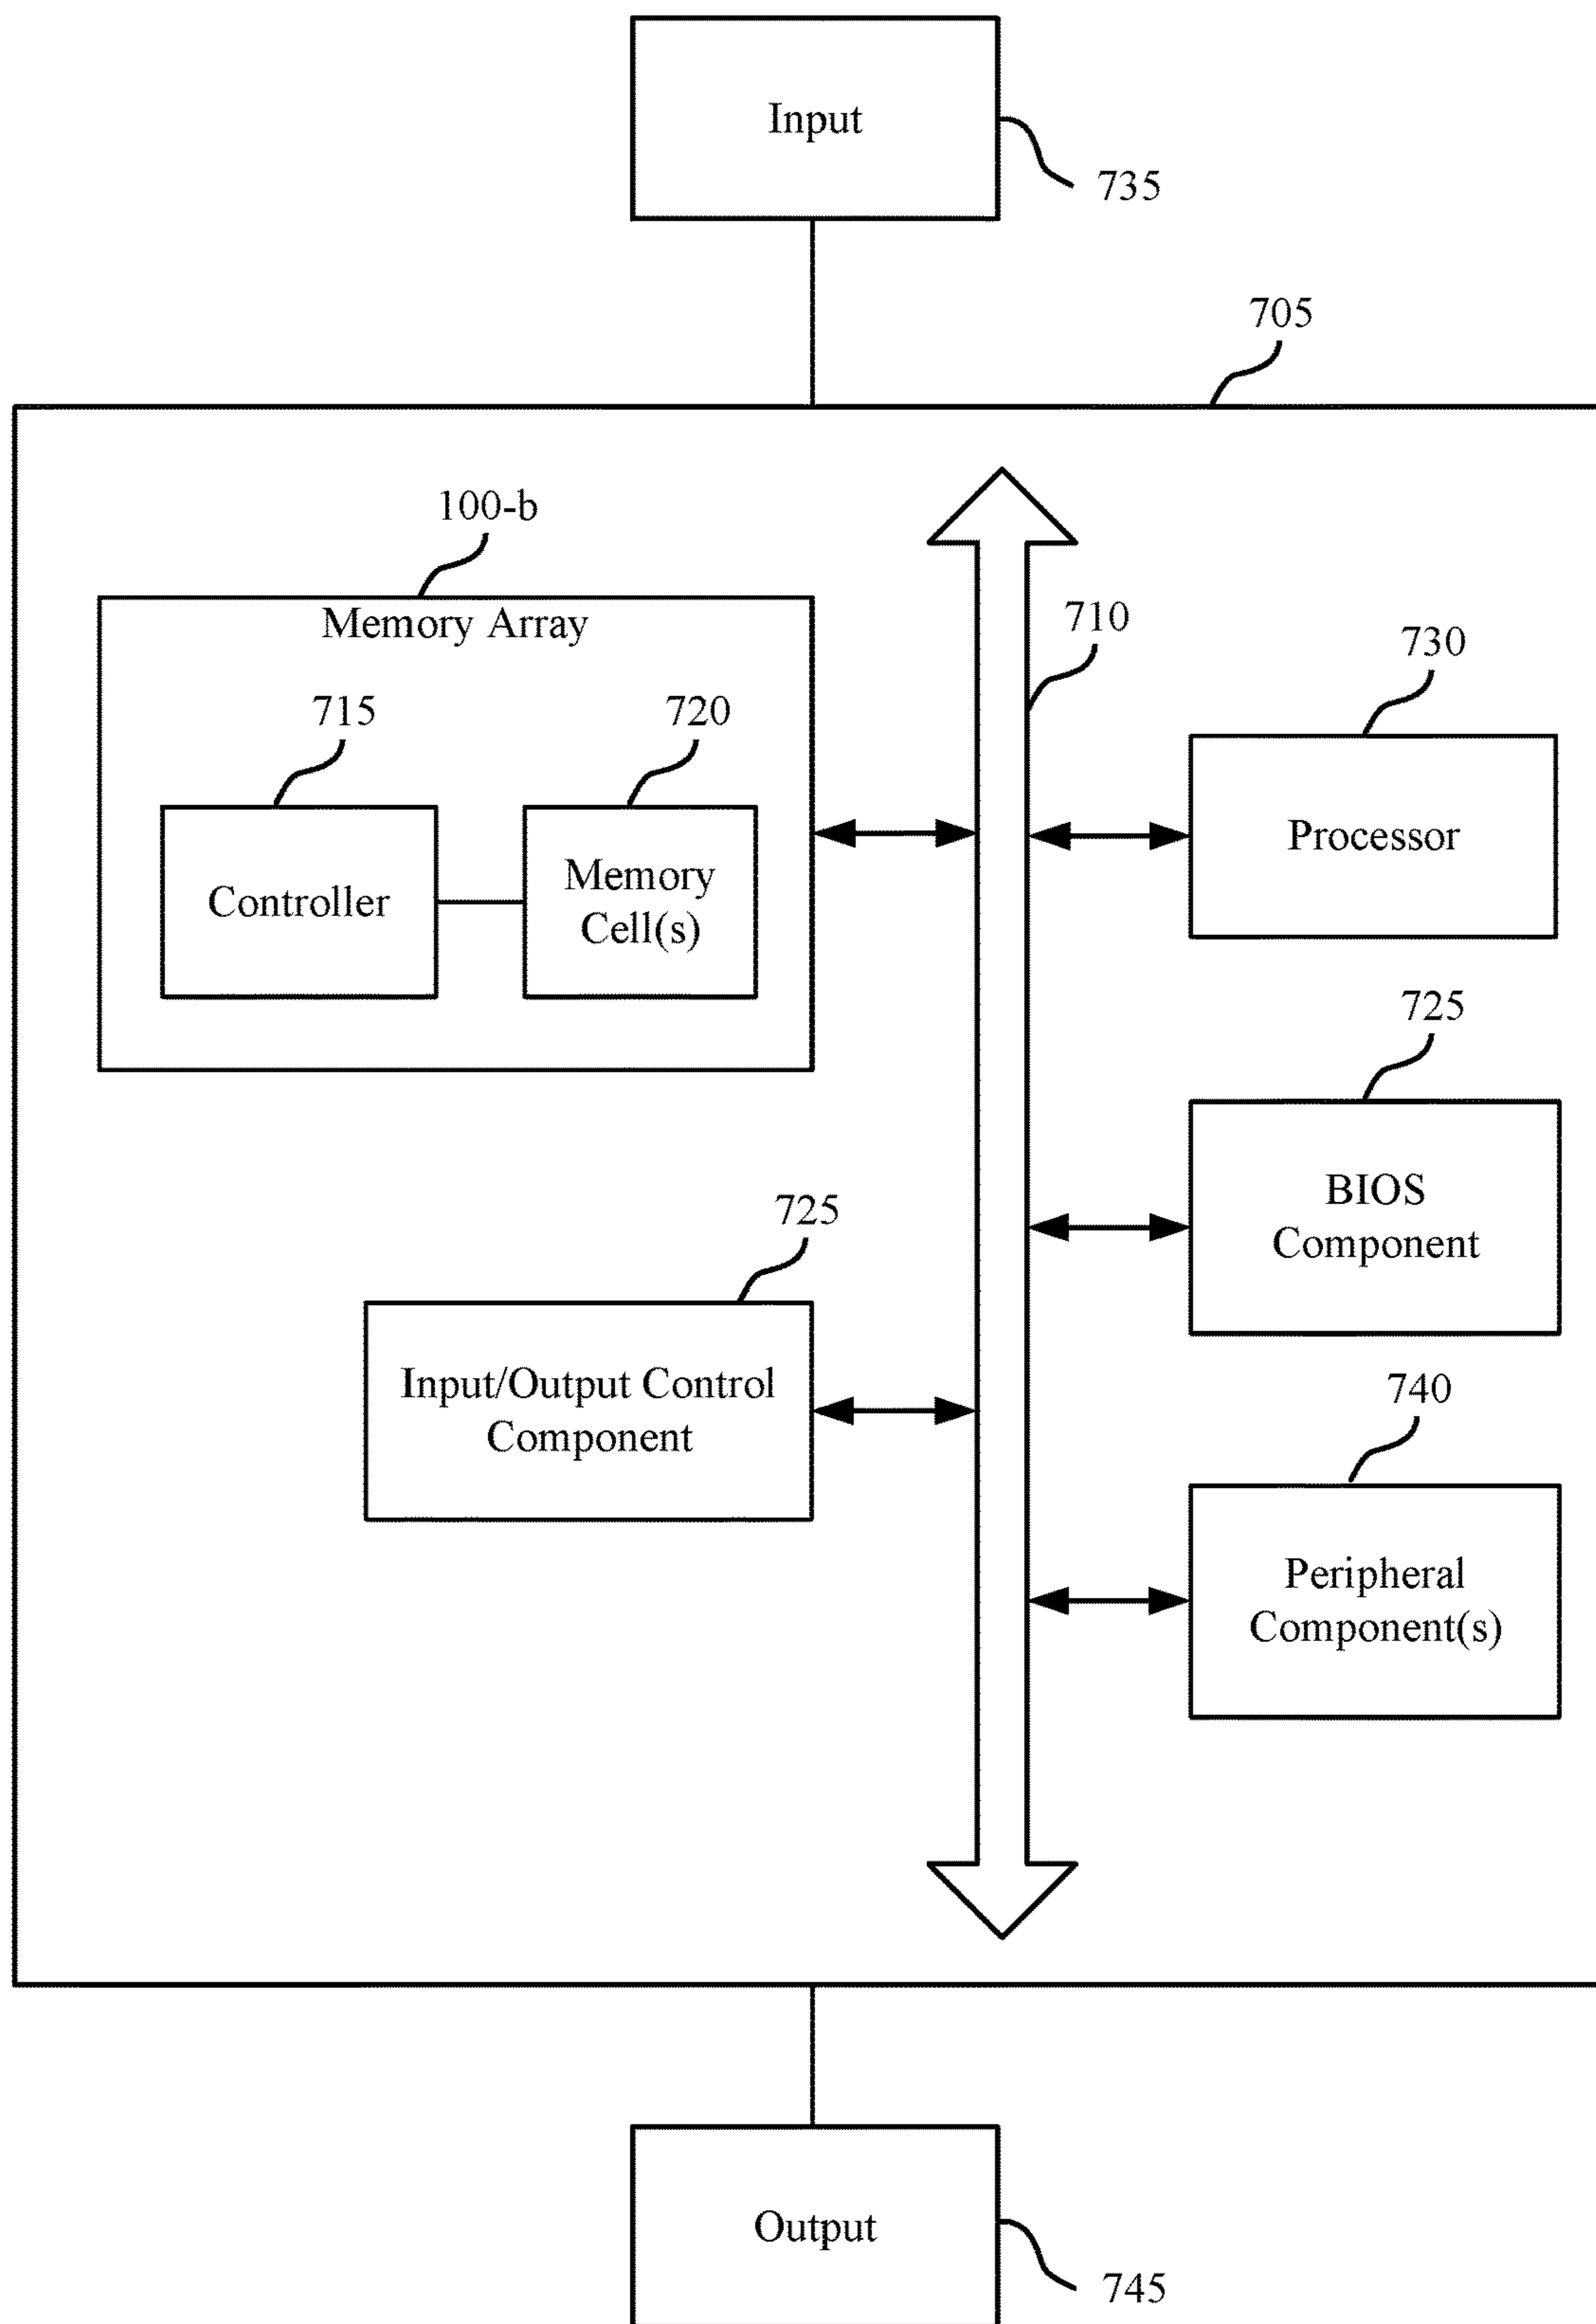 Input
735
705
100-b
Memory Array
710
730
715
720
Processor
Controller
Memory
Cell(s)
725
BIOS
Component
725
Input/Output Control
Component
740
Peripheral
Component(s)
Output
745